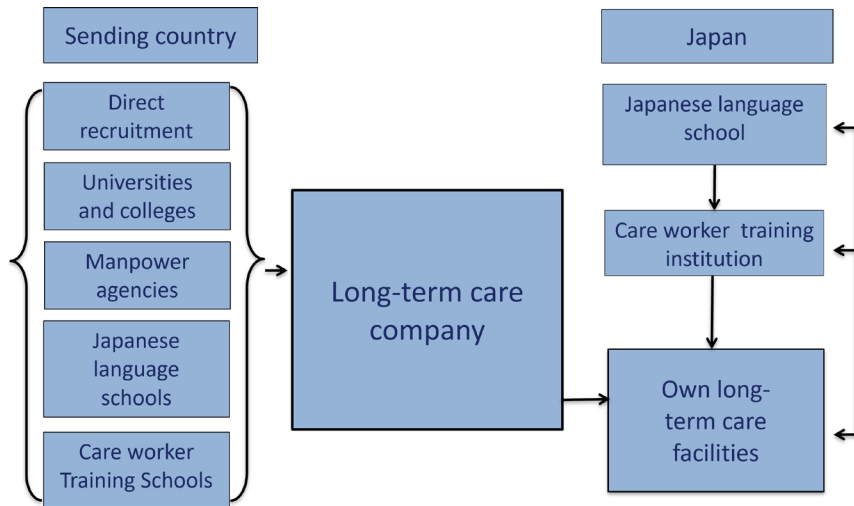 Sending country
Direct
recruitment
Universities
and colleges
Manpower
agencies
Japanese
language
schools
Care worker
Training Schools
Long-term care
company
Japan
Japanese language
school
Care worker  training
institution
Own long-
term care
facilities